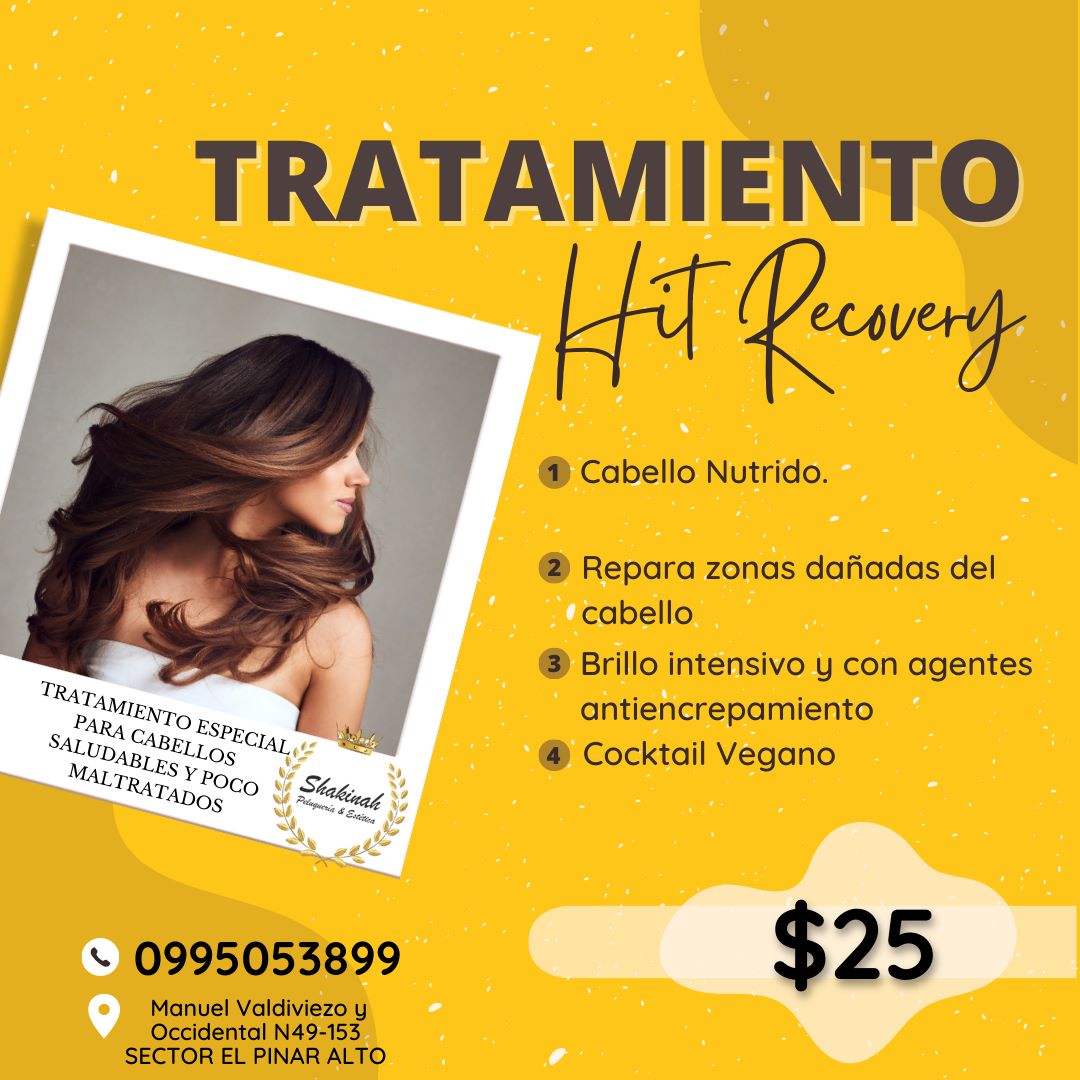 TRATAMIENTO
Hit Recovery
1 Cabello Nutrido.
2 Repara zonas dañadas del
cabello
3 Brillo intensivo y con agentes
antiencrepamiento
4 Cocktail Vegano
TRATAMIENTO ESPECIAL
PARA CABELLOS
SALUDABLES Y POCO
MALTRATADOS
Shakinah
Peluquería & Estética
$25
0995053899
Manuel Valdiviezo y
Occidental N49-153
SECTOR EL PINAR ALTO